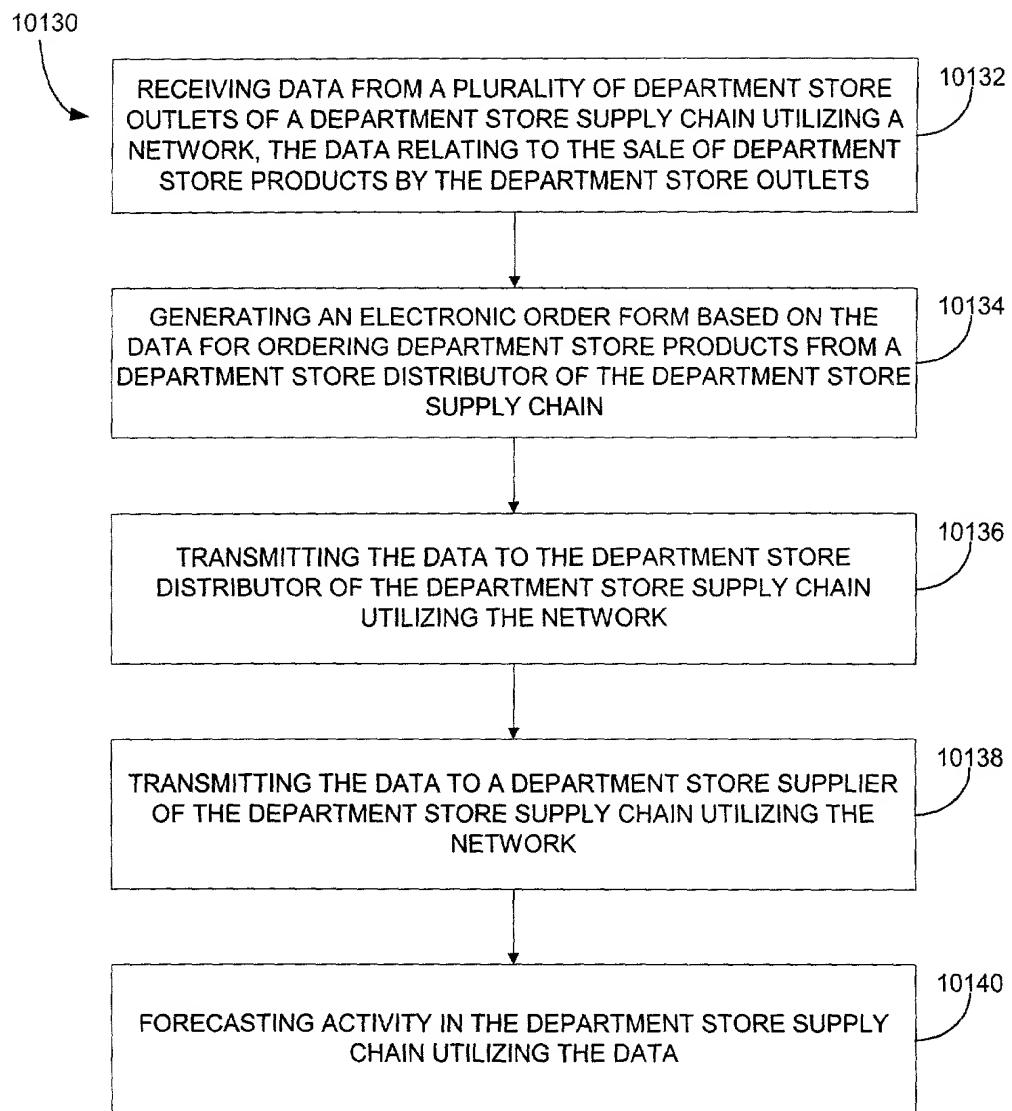 10130
RECEIVING DATA FROM A PLURALITY OF DEPARTMENT STORE
OUTLETS OF A DEPARTMENT STORE SUPPLY CHAIN UTILIZING A
NETWORK, THE DATA RELATING TO THE SALE OF DEPARTMENT
STORE PRODUCTS BY THE DEPARTMENT STORE OUTLETS
10132
GENERATING AN ELECTRONIC ORDER FORM BASED ON THE
DATA FOR ORDERING DEPARTMENT STORE PRODUCTS FROM A
DEPARTMENT STORE DISTRIBUTOR OF THE DEPARTMENT STORE
SUPPLY CHAIN
10134
TRANSMITTING THE DATA TO THE DEPARTMENT STORE
DISTRIBUTOR OF THE DEPARTMENT STORE SUPPLY CHAIN
UTILIZING THE NETWORK
10136
TRANSMITTING THE DATA TO A DEPARTMENT STORE SUPPLIER
OF THE DEPARTMENT STORE SUPPLY CHAIN UTILIZING THE
NETWORK
10138
FORECASTING ACTIVITY IN THE DEPARTMENT STORE SUPPLY
CHAIN UTILIZING THE DATA
10140